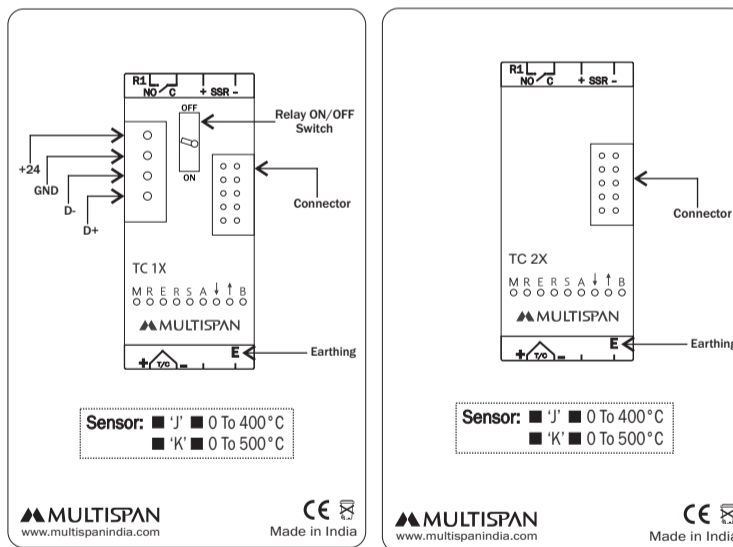 R1
NO C + SSR -
OFF
Relay ON/OFF
Switch
ON
+24
GND
D-
D+
Connector
TC 1X
M R E R S A ↓ ↑ B
MULTISPAN
+ T/C - E
Earthing
Sensor: ■ 'J' ■ 0 To 400°C
■ 'K' ■ 0 To 500°C
MULTISPAN
www.multispanindia.com
CE
Made in India
R1
NO C + SSR -
Connector
TC 2X
M R E R S A ↓ ↑ B
MULTISPAN
+ T/C - E
Earthing
Sensor: ■ 'J' ■ 0 To 400°C
■ 'K' ■ 0 To 500°C
MULTISPAN
www.multispanindia.com
CE
Made in India